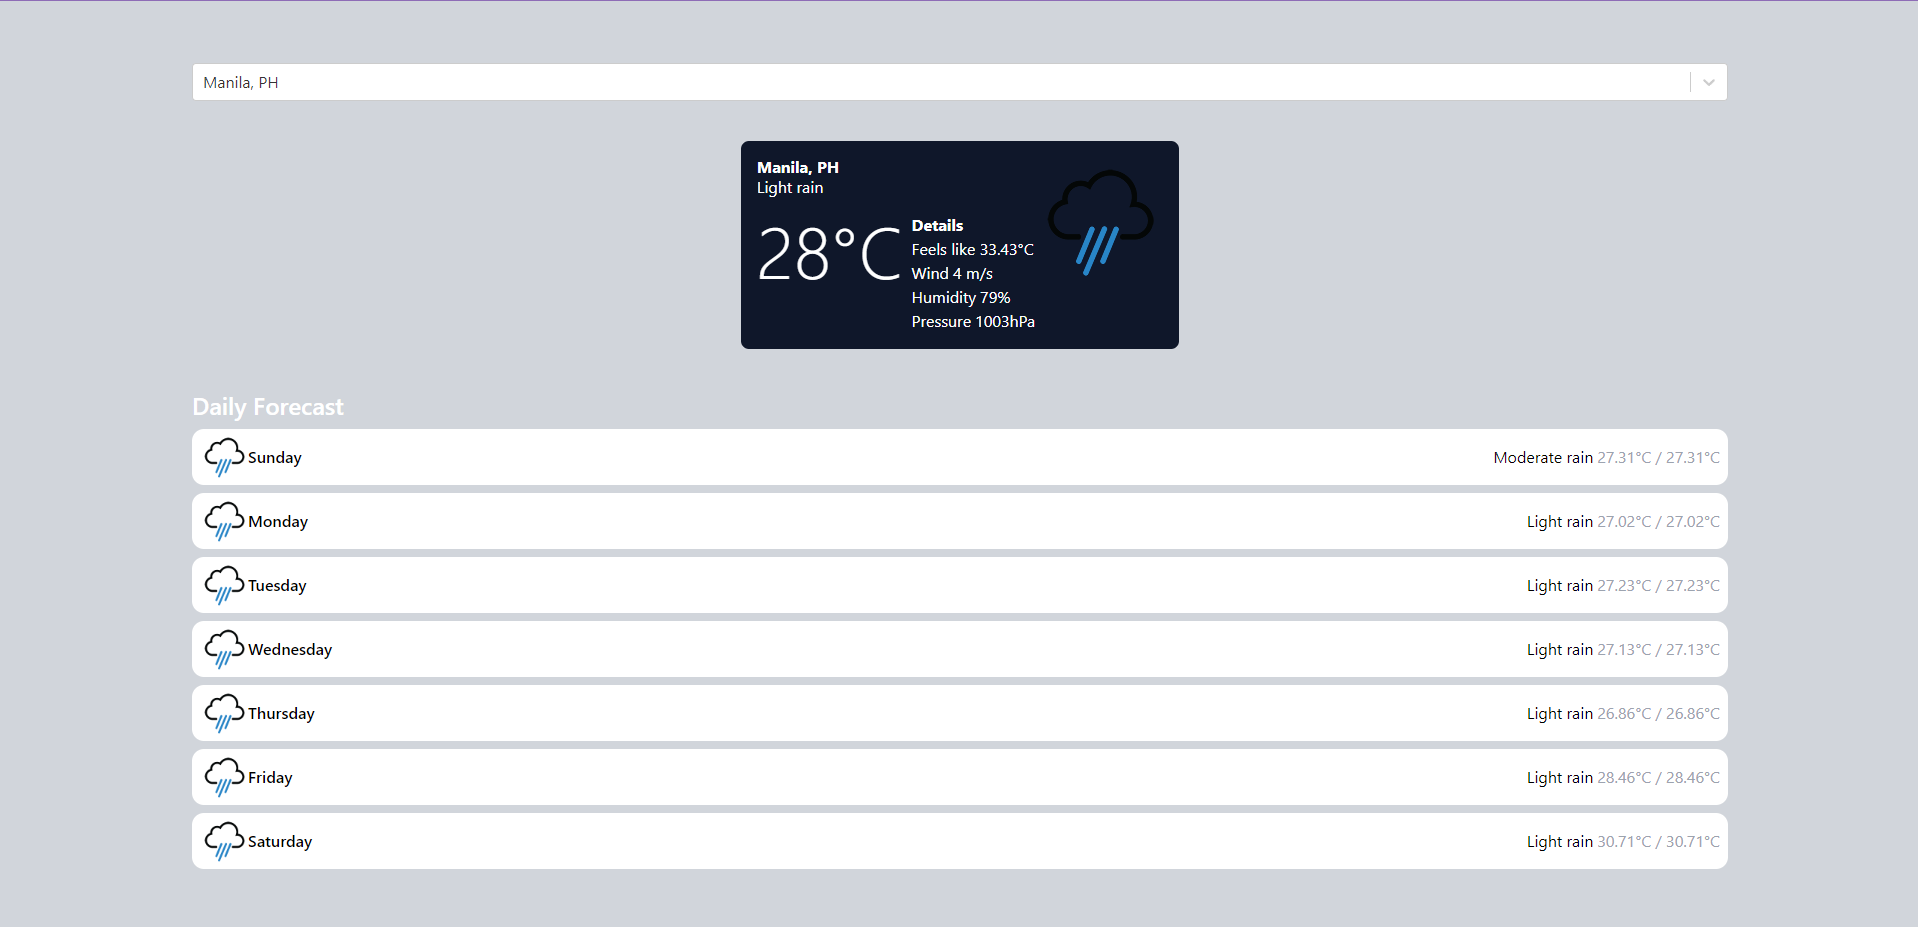 Manila, PH
Manila, PH
Light rain
28°C
Details
Feels like 33.43°C
Wind 4 m/s
Humidity 79%
Pressure 1003hPa
Daily Forecast
Sunday Moderate rain 27.31°C / 27.31°C
Monday Light rain 27.02°C / 27.02°C
Tuesday Light rain 27.23°C / 27.23°C
Wednesday Light rain 27.13°C / 27.13°C
Thursday Light rain 26.86°C / 26.86°C
Friday Light rain 28.46°C / 28.46°C
Saturday Light rain 30.71°C / 30.71°C